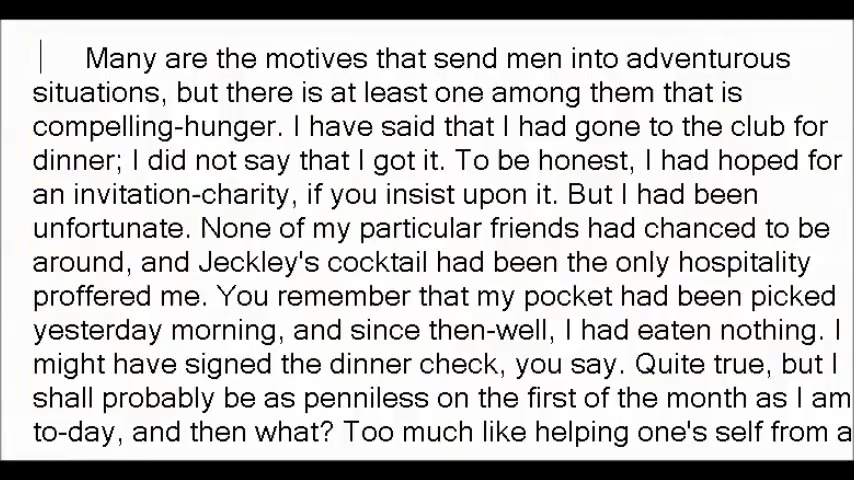 Many are the motives that send men into adventurous
situations, but there is at least one among them that is
compelling-hunger. I have said that I had gone to the club for
dinner; I did not say that I got it. To be honest, I had hoped for
an invitation-charity, if you insist upon it. But I had been
unfortunate. None of my particular friends had chanced to be
around, and Jeckley's cocktail had been the only hospitality
proffered me. You remember that my pocket had been picked
yesterday morning, and since then-well, I had eaten nothing. I
might have signed the dinner check, you say. Quite true, but I
shall probably be as penniless on the first of the month as I am
to-day, and then what? Too much like helping one's self from a